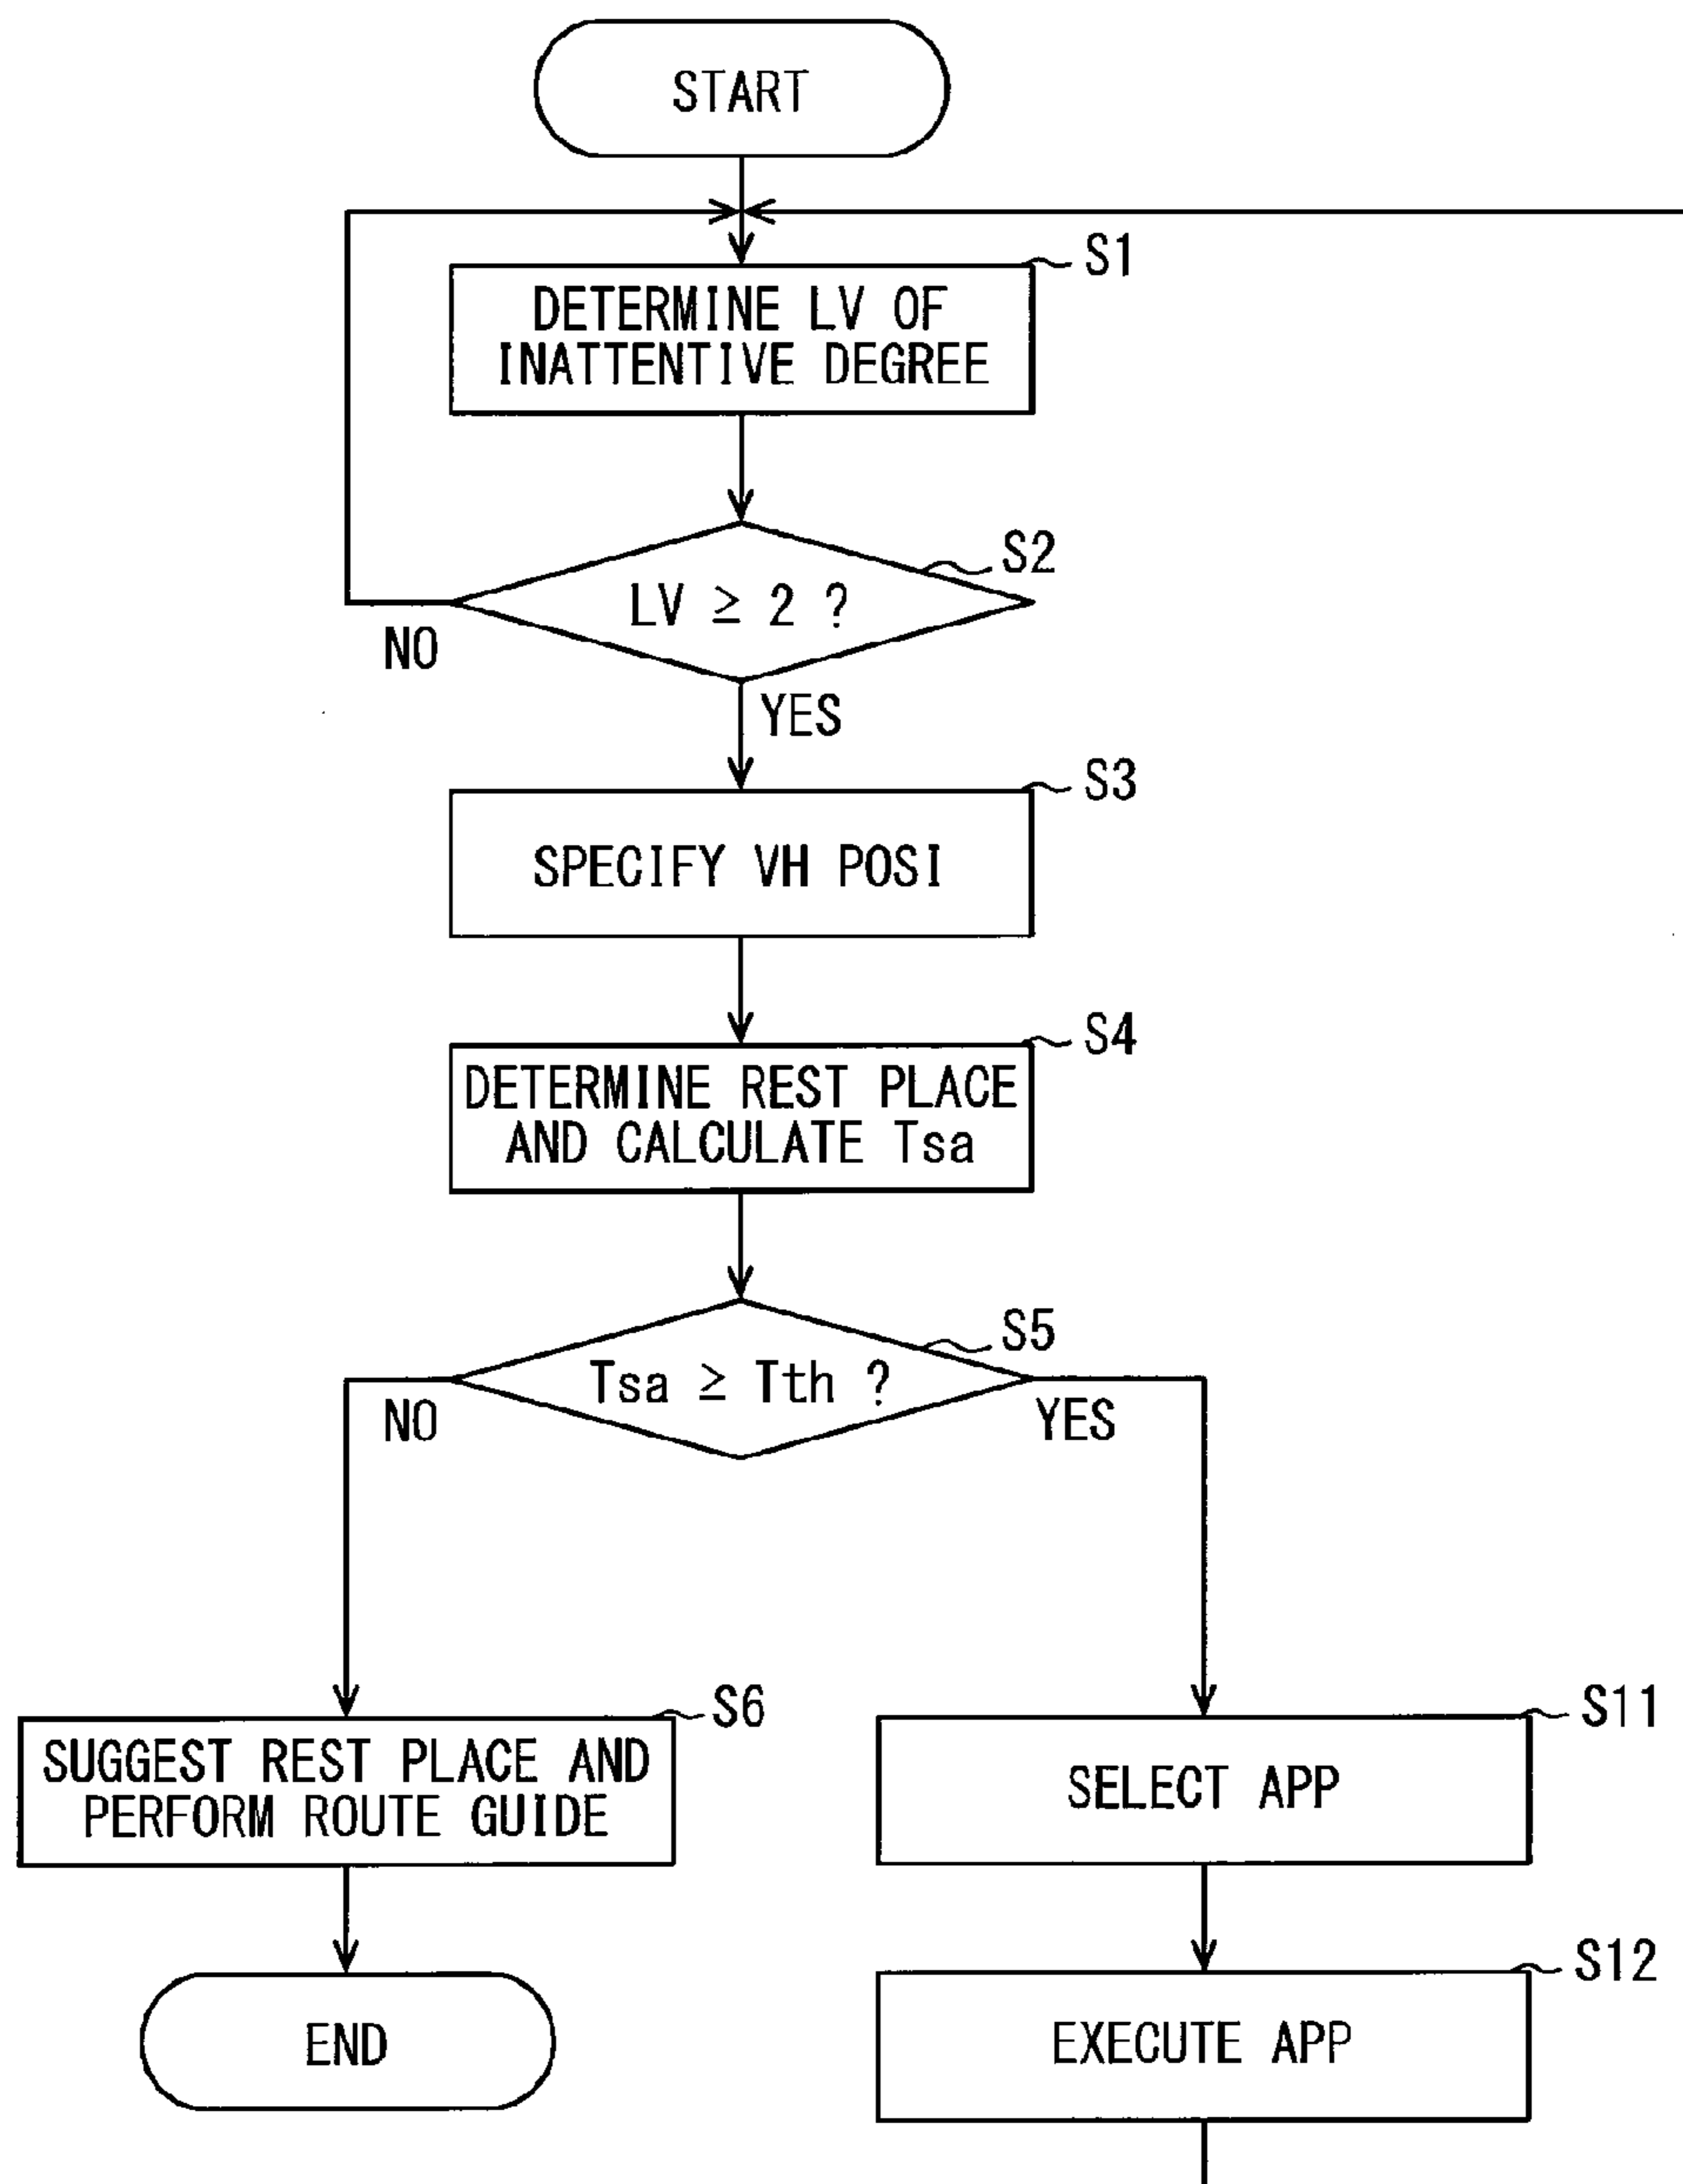 START
S1
DETERMINE LV OF
INATTENTIVE DEGREE
S2
LV ≥ 2 ?
NO
YES
S3
SPECIFY VH POSI
S4
DETERMINE REST PLACE
AND CALCULATE Tsa
S5
Tsa ≥ Tth ?
NO
YES
S6
SUGGEST REST PLACE AND
PERFORM ROUTE GUIDE
S11
SELECT APP
S12
EXECUTE APP
END